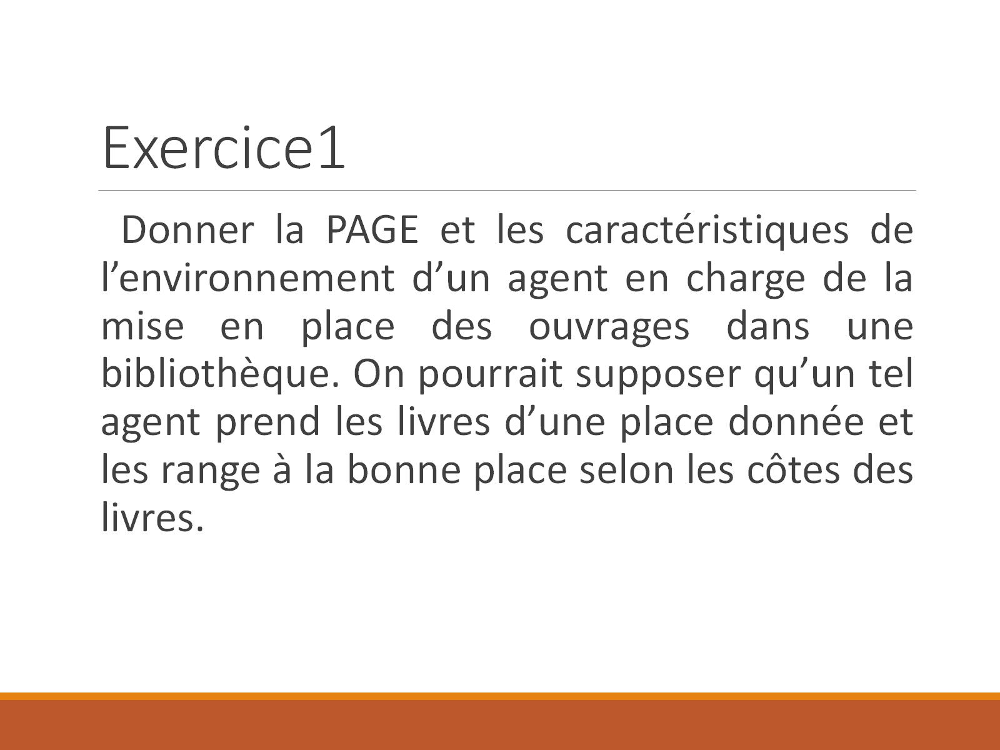 Exercice1
Donner la PAGE et les caractéristiques de
l’environnement d’un agent en charge de la
mise en place des ouvrages dans une
bibliothèque. On pourrait supposer qu’un tel
agent prend les livres d’une place donnée et
les range à la bonne place selon les côtes des
livres.